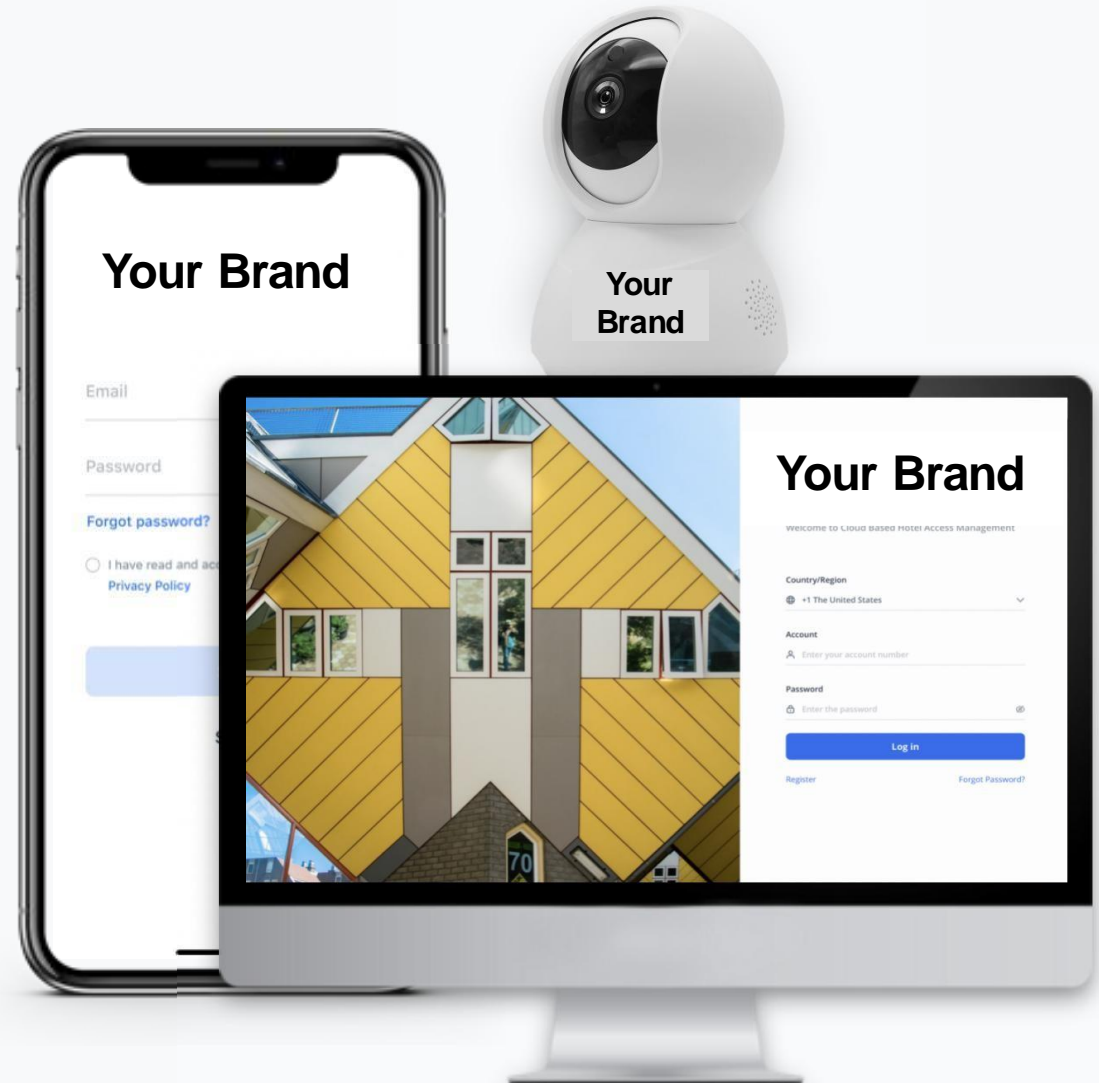 Your Brand
Email
Password
Forgot password?
I have read and
Privacy Policy
Your
Brand
70
Your Brand
Welcome to Cloud Based Hotel Access Management
Country/Region
+1 The United States
Account
Enter your account number
Password
Enter the password
Log in
Register
Forgot Password?